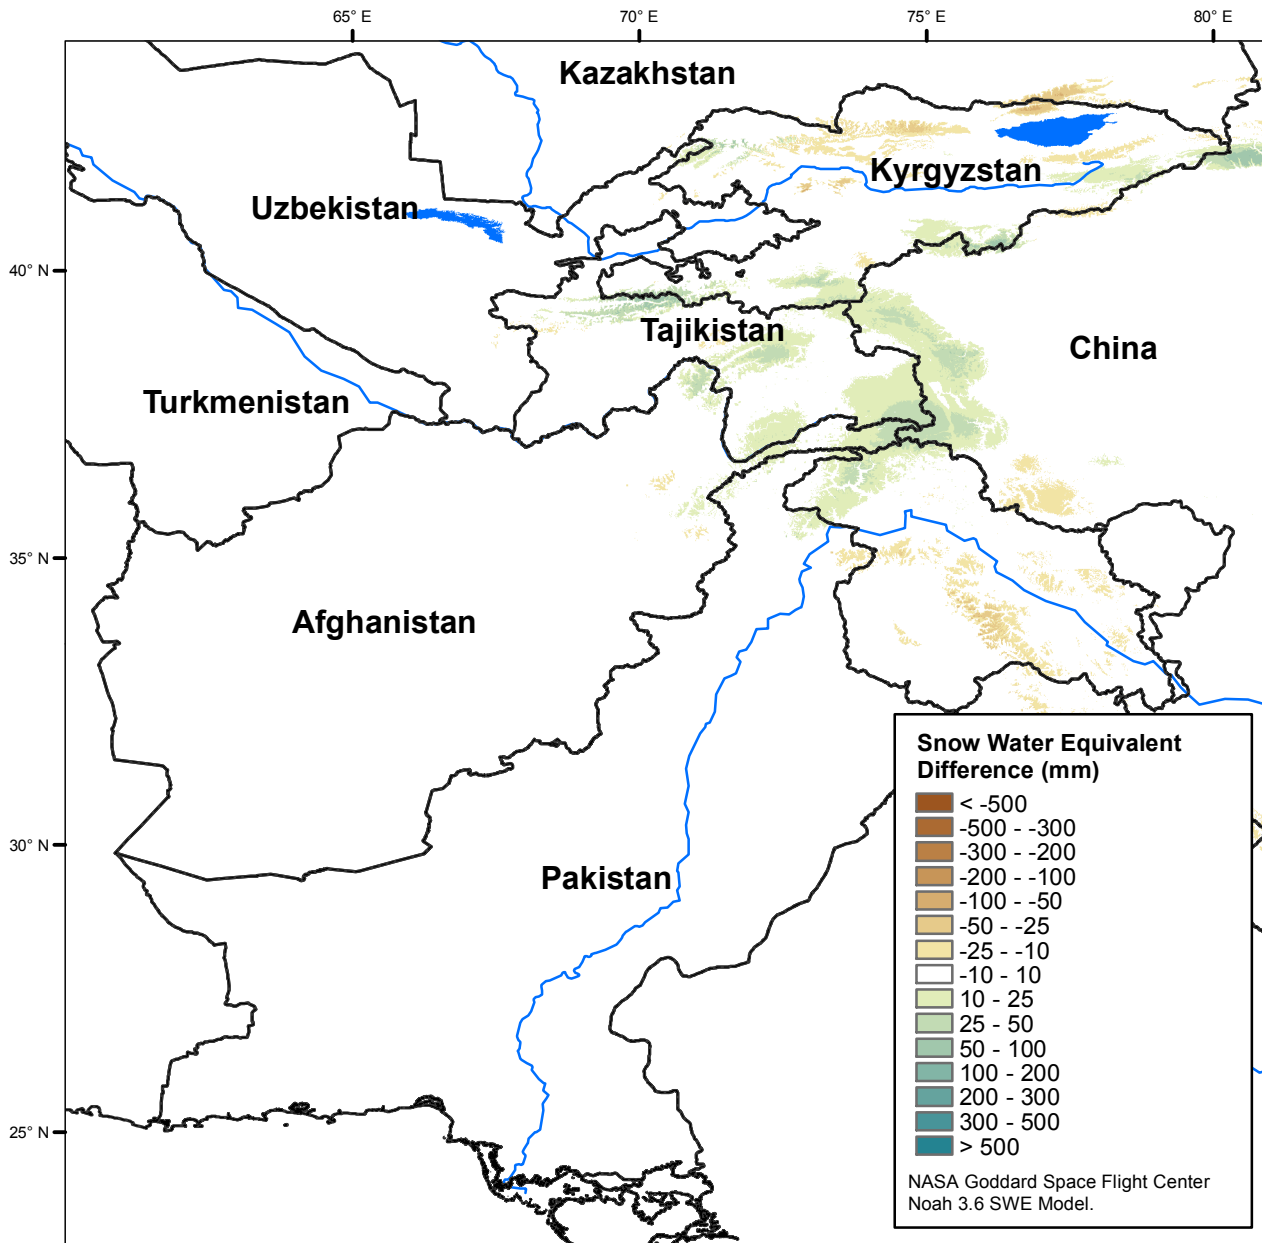 65° E
70° E
75° E
80° E
Kazakhstan
Kyrgyzstan
Uzbekistan
40° N
Tajikistan
China
Turkmenistan
35° N
Afghanistan
30° N
Pakistan
25° N
Snow Water Equivalent
Difference (mm)
< -500
-500 - -300
-300 - -200
-200 - -100
-100 - -50
-50 - -25
-25 - -10
-10 - 10
10 - 25
25 - 50
50 - 100
100 - 200
200 - 300
300 - 500
> 500
NASA Goddard Space Flight Center
Noah 3.6 SWE Model.